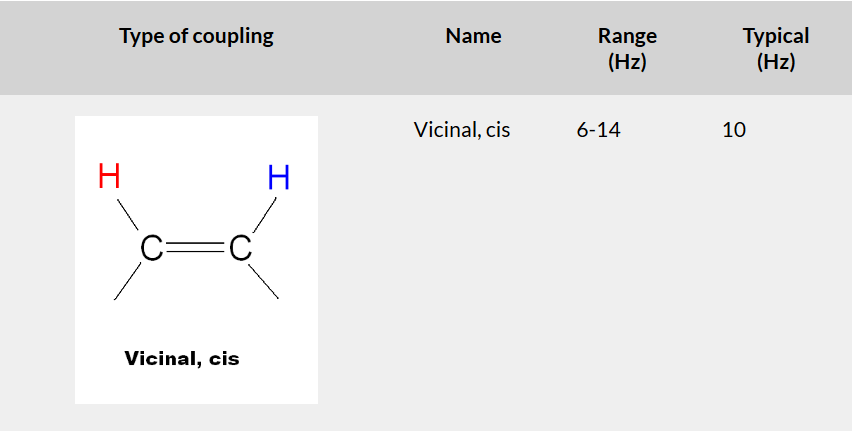 Type of coupling Name Range Typical
(Hz) (Hz)
Vicinal, cis 6-14 10
H H
C C
Vicinal, cis